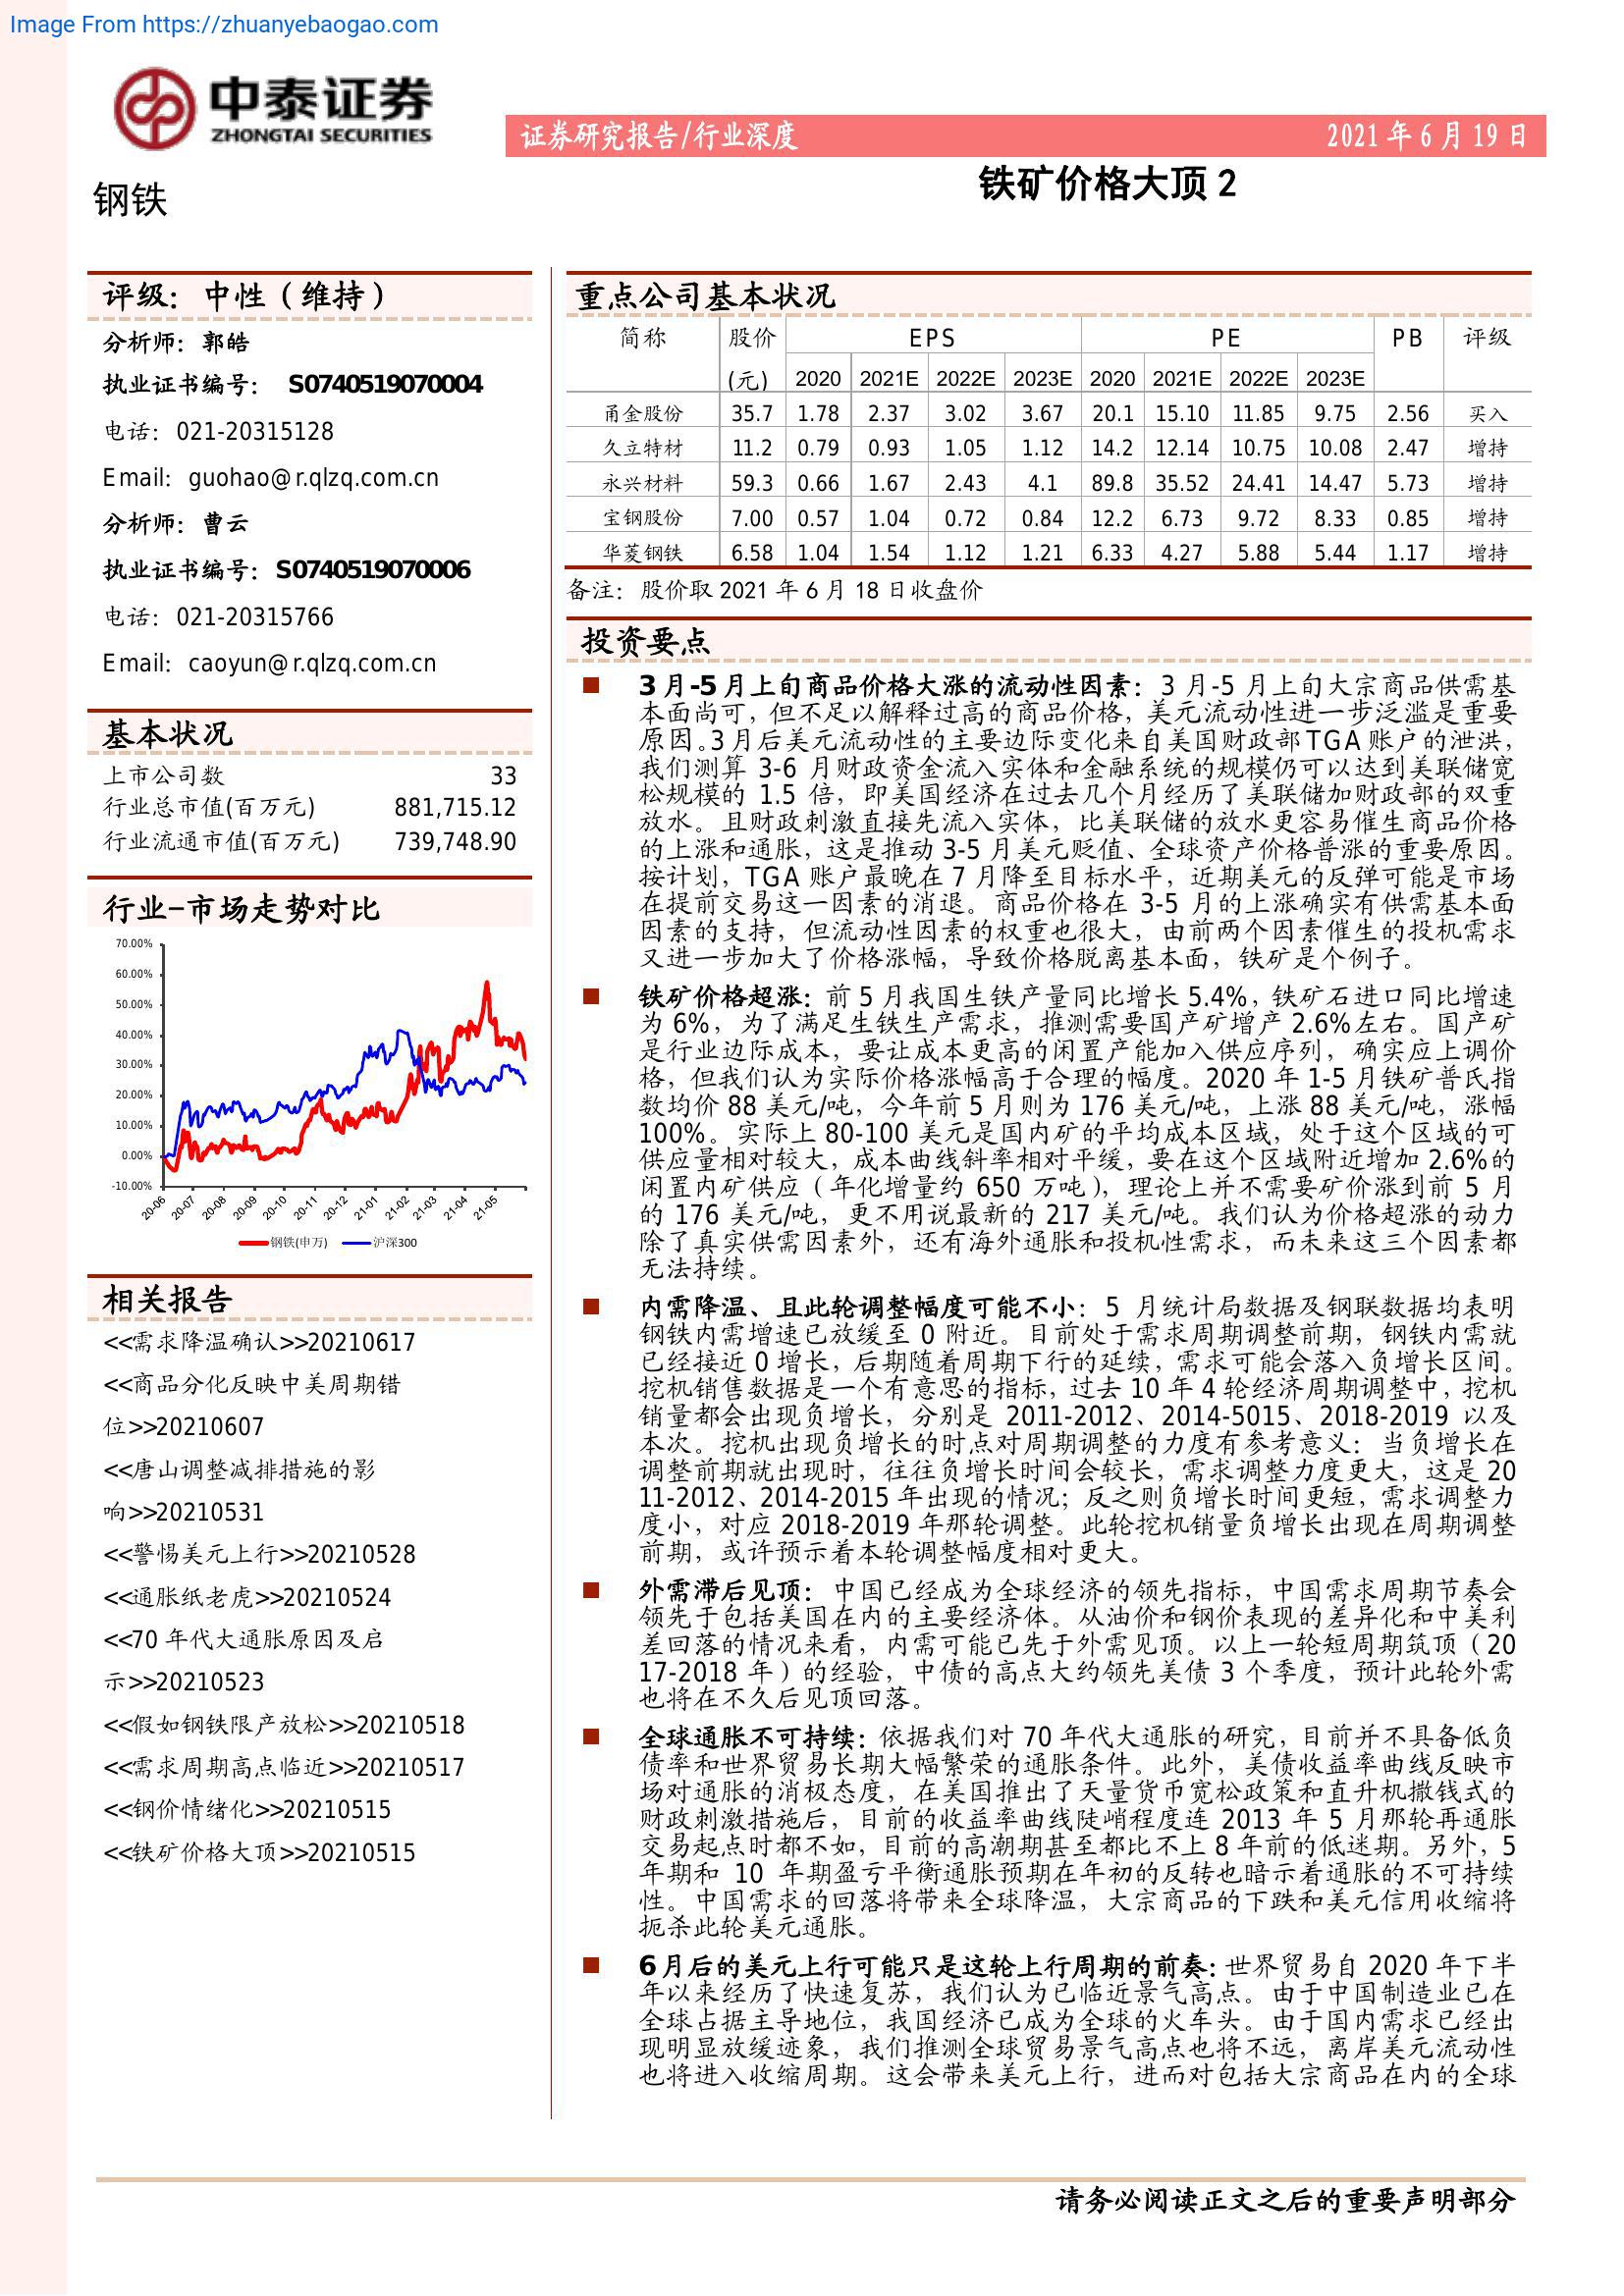 Image From https://zhuanyebaogao.com
中泰证券
ZHONGTAI SECURITIES
证券研究报告/行业深度 2021 年 6 月 19 日
钢铁
铁矿价格大顶 2
评级：中性（维持）
分析师：郭皓
执业证书编号： S0740519070004
电话：021-20315128
Email：guohao@r.qlzq.com.cn
分析师：曹云
执业证书编号：S0740519070006
电话：021-20315766
Email：caoyun@r.qlzq.com.cn
基本状况
上市公司数 33
行业总市值(百万元) 881,715.12
行业流通市值(百万元) 739,748.90
行业-市场走势对比
70.00%
60.00%
50.00%
40.00%
30.00%
20.00%
10.00%
0.00%
-10.00%
20-06 20-07 20-08 20-09 20-10 20-11 20-12 21-01 21-02 21-03 21-04 21-05
钢铁(申万) 沪深300
相关报告
<<需求降温确认>>20210617
<<商品分化反映中美周期错
位>>20210607
<<唐山调整减排措施的影
响>>20210531
<<警惕美元上行>>20210528
<<通胀纸老虎>>20210524
<<70 年代大通胀原因及启
示>>20210523
<<假如钢铁限产放松>>20210518
<<需求周期高点临近>>20210517
<<钢价情绪化>>20210515
<<铁矿价格大顶>>20210515
重点公司基本状况
简称 股价 EPS PE PB 评级
(元) 2020 2021E 2022E 2023E 2020 2021E 2022E 2023E
甬金股份 35.7 1.78 2.37 3.02 3.67 20.1 15.10 11.85 9.75 2.56 买入
久立特材 11.2 0.79 0.93 1.05 1.12 14.2 12.14 10.75 10.08 2.47 增持
永兴材料 59.3 0.66 1.67 2.43 4.1 89.8 35.52 24.41 14.47 5.73 增持
宝钢股份 7.00 0.57 1.04 0.72 0.84 12.2 6.73 9.72 8.33 0.85 增持
华菱钢铁 6.58 1.04 1.54 1.12 1.21 6.33 4.27 5.88 5.44 1.17 增持
备注：股价取 2021 年 6 月 18 日收盘价
投资要点
■ 3 月-5 月上旬商品价格大涨的流动性因素：3 月-5 月上旬大宗商品供需基
本面尚可，但不足以解释过高的商品价格，美元流动性进一步泛滥是重要
原因。3 月后美元流动性的主要边际变化来自美国财政部 TGA 账户的泄洪，
我们测算 3-6 月财政资金流入实体和金融系统的规模仍可以达到美联储宽
松规模的 1.5 倍，即美国经济在过去几个月经历了美联储加财政部的双重
放水。且财政刺激直接先流入实体，比美联储的放水更容易催生商品价格
的上涨和通胀，这是推动 3-5 月美元贬值、全球资产价格普涨的重要原因。
按计划，TGA 账户最晚在 7 月降至目标水平，近期美元的反弹可能是市场
在提前交易这一因素的消退。商品价格在 3-5 月的上涨确实有供需基本面
因素的支持，但流动性因素的权重也很大，由前两个因素催生的投机需求
又进一步加大了价格涨幅，导致价格脱离基本面，铁矿是个例子。
■ 铁矿价格超涨：前 5 月我国生铁产量同比增长 5.4%，铁矿石进口同比增速
为 6%，为了满足生铁生产需求，推测需要国产矿增产 2.6%左右。国产矿
是行业边际成本，要让成本更高的闲置产能加入供应序列，确实应上调价
格，但我们认为实际价格涨幅高于合理的幅度。2020 年 1-5 月铁矿普氏指
数均价 88 美元/吨，今年前 5 月则为 176 美元/吨，上涨 88 美元/吨，涨幅
100%。实际上 80-100 美元是国内矿的平均成本区域，处于这个区域的可
供应量相对较大，成本曲线斜率相对平缓，要在这个区域附近增加 2.6%的
闲置内矿供应（年化增量约 650 万吨），理论上并不需要矿价涨到前 5 月
的 176 美元/吨，更不用说最新的 217 美元/吨。我们认为价格超涨的动力
除了真实供需因素外，还有海外通胀和投机性需求，而未来这三个因素都
无法持续。
■ 内需降温、且此轮调整幅度可能不小：5 月统计局数据及钢联数据均表明
钢铁内需增速已放缓至 0 附近。目前处于需求周期调整前期，钢铁内需就
已经接近 0 增长，后期随着周期下行的延续，需求可能会落入负增长区间。
挖机销售数据是一个有意思的指标，过去 10 年 4 轮经济周期调整中，挖机
销量都会出现负增长，分别是 2011-2012、2014-5015、2018-2019 以及
本次。挖机出现负增长的时点对周期调整的力度有参考意义：当负增长在
调整前期就出现时，往往负增长时间会较长，需求调整力度更大，这是 20
11-2012、2014-2015 年出现的情况；反之则负增长时间更短，需求调整力
度小，对应 2018-2019 年那轮调整。此轮挖机销量负增长出现在周期调整
前期，或许预示着本轮调整幅度相对更大。
■ 外需滞后见顶：中国已经成为全球经济的领先指标，中国需求周期节奏会
领先于包括美国在内的主要经济体。从油价和钢价表现的差异化和中美利
差回落的情况来看，内需可能已先于外需见顶。以上一轮短周期筑顶（20
17-2018 年）的经验，中债的高点大约领先美债 3 个季度，预计此轮外需
也将在不久后见顶回落。
■ 全球通胀不可持续：依据我们对 70 年代大通胀的研究，目前并不具备低负
债率和世界贸易长期大幅繁荣的通胀条件。此外，美债收益率曲线反映市
场对通胀的消极态度，在美国推出了天量货币宽松政策和直升机撒钱式的
财政刺激措施后，目前的收益率曲线陡峭程度连 2013 年 5 月那轮再通胀
交易起点时都不如，目前的高潮期甚至都比不上 8 年前的低迷期。另外，5
年期和 10 年期盈亏平衡通胀预期在年初的反转也暗示着通胀的不可持续
性。中国需求的回落将带来全球降温，大宗商品的下跌和美元信用收缩将
扼杀此轮美元通胀。
■ 6 月后的美元上行可能只是这轮上行周期的前奏：世界贸易自 2020 年下半
年以来经历了快速复苏，我们认为已临近景气高点。由于中国制造业已在
全球占据主导地位，我国经济已成为全球的火车头。由于国内需求已经出
现明显放缓迹象，我们推测全球贸易景气高点也将不远，离岸美元流动性
也将进入收缩周期。这会带来美元上行，进而对包括大宗商品在内的全球
请务必阅读正文之后的重要声明部分